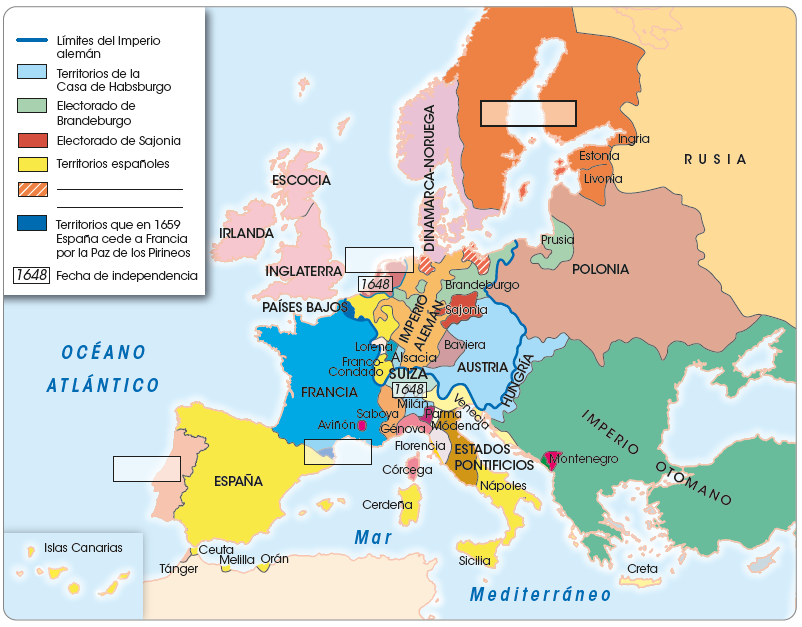 Límites del Imperio
alemán
Territorios de la
Casa de Habsburgo
Electorado de
Brandeburgo
Electorado de Sajonia
Territorios españoles
Territorios que en 1659
España cede a Francia
por la Paz de los Pirineos
1648 Fecha de independencia
ESCOCIA
IRLANDA
INGLATERRA
DINAMARCA-NORUEGA
Ingria
Estonia
Livonia
RUSIA
Prusia
POLONIA
1648
Brandeburgo
PAÍSES BAJOS
IMPERIO
ALEMÁN
Sajonia
OCÉANO
ATLÁNTICO
Lorena
Alsacia
Baviera
Franco-
Condado
SUIZA
1648
AUSTRIA
HUNGRÍA
FRANCIA
Milán
Venecia
Saboya
Parma
Aviñón
Génova
Módena
Florencia
ESTADOS
PONTIFICIOS
Montenegro
IMPERIO OTOMANO
Córcega
ESPAÑA
Nápoles
Cerdeña
Mar
Islas Canarias
Ceuta
Melilla
Orán
Tánger
Sicilia
Creta
Mediterráneo